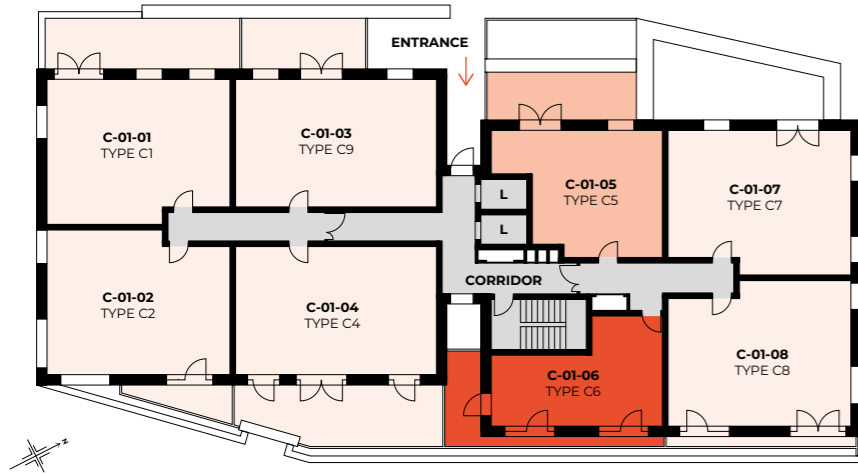 ENTRANCE
C-01-01
TYPE C1
C-01-03
TYPE C9
C-01-05
TYPE C5
C-01-07
TYPE C7
L
L
CORRIDOR
C-01-02
TYPE C2
C-01-04
TYPE C4
C-01-06
TYPE C6
C-01-08
TYPE C8
z